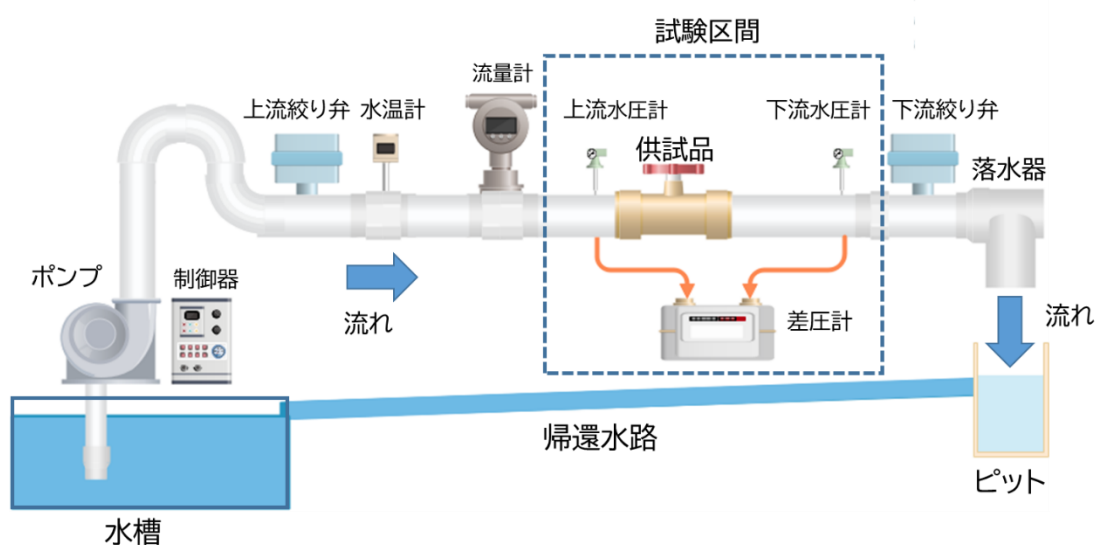 試験区間
流量計
上流絞り弁
水温計
上流水圧計
下流水圧計
下流絞り弁
供試品
落水器
ポンプ
制御器
流れ
差圧計
流れ
帰還水路
ピット
水槽